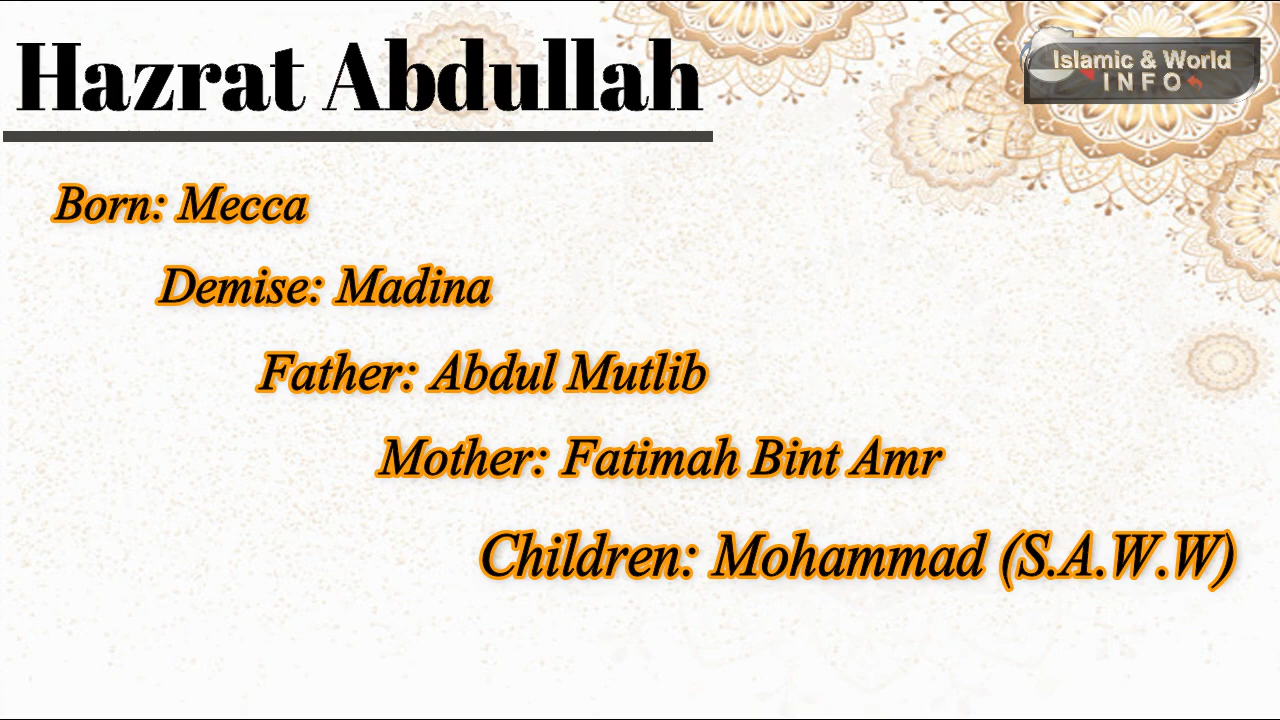 Hazrat Abdullah
Islamic & World
INFO
Born: Mecca
Demise: Madina
Father: Abdul Mutlib
Mother: Fatimah Bint Amr
Children: Mohammad (S.A.W.W)